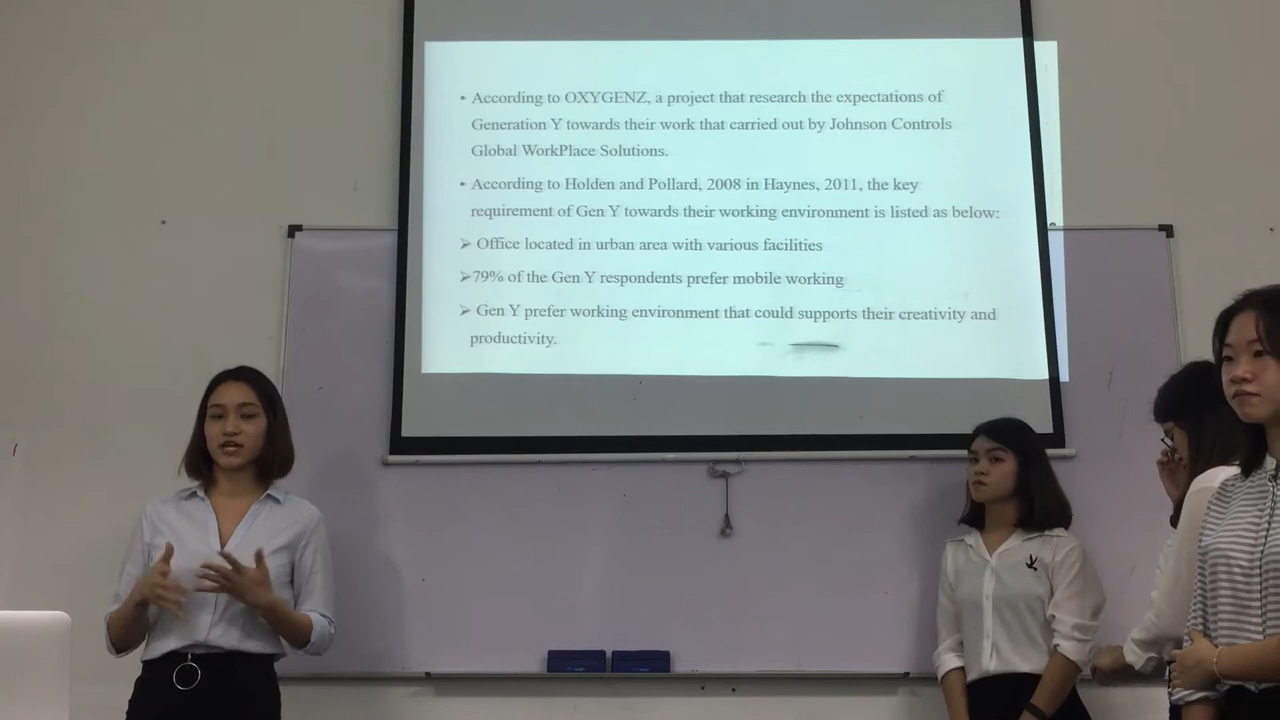 • According to OXYGENZ, a project that research the expectations of
Generation Y towards their work that carried out by Johnson Controls
Global WorkPlace Solutions.
• According to Holden and Pollard, 2008 in Haynes, 2011, the key
requirement of Gen Y towards their working environment is listed as below:
➢ Office located in urban area with various facilities
➢79% of the Gen Y respondents prefer mobile working
➢ Gen Y prefer working environment that could supports their creativity and
productivity.